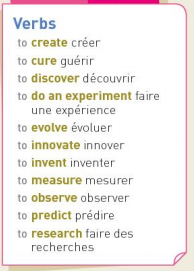 Verbs
to create créer
to cure guérir
to discover découvrir
to do an experiment faire
une expérience
to evolve évoluer
to innovate innover
to invent inventer
to measure mesurer
to observe observer
to predict prédire
to research faire des
recherches